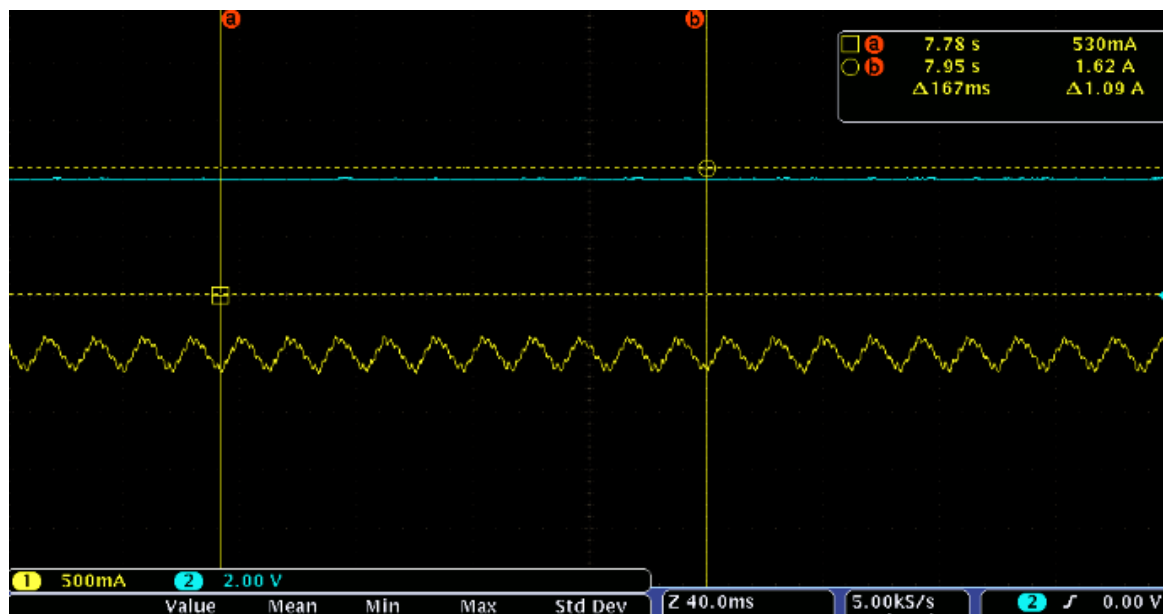 a b
a 7.78 s 530mA
b 7.95 s 1.62 A
Δ167ms Δ1.09 A
1 500mA 2 2.00 V
Value Mean Min Max Std Dev Z 40.0ms 5.00kS/s 2 0.00 V